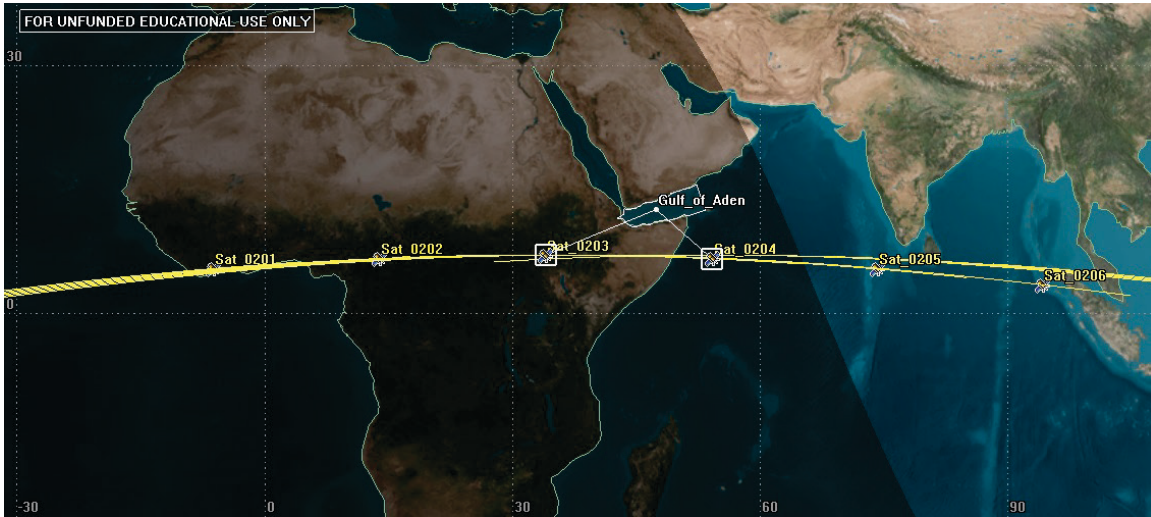 FOR UNFUNDED EDUCATIONAL USE ONLY
30
Gulf_of_Aden
Sat_0201
Sat_0202
Sat_0203
Sat_0204
Sat_0205
Sat_0206
0
-30
0
30
60
90